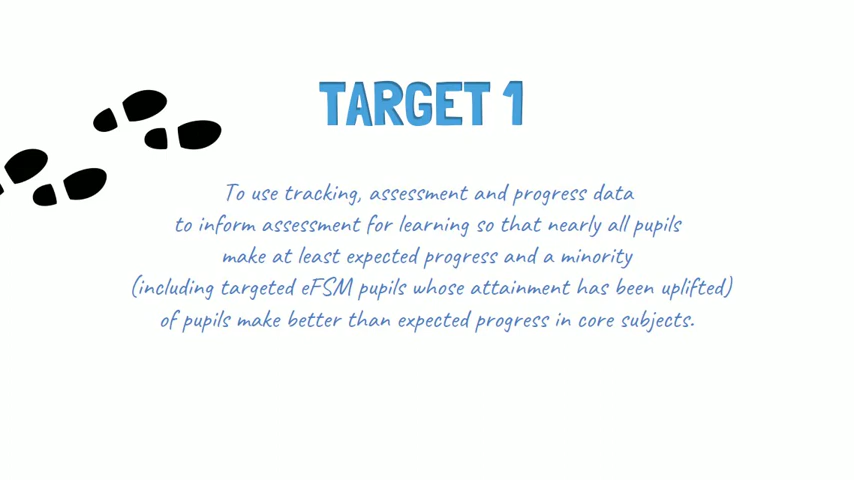 TARGET 1
To use tracking, assessment and progress data
to inform assessment for learning so that nearly all pupils
make at least expected progress and a minority
(including targeted eFSM pupils whose attainment has been uplifted)
of pupils make better than expected progress in core subjects.